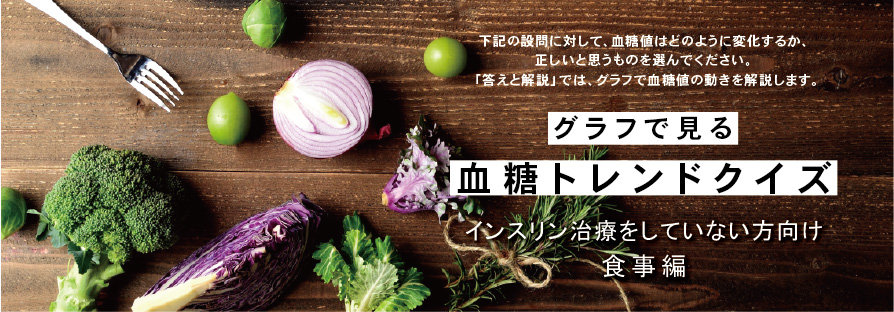 下記の設問に対して、血糖値はどのように変化するか、
正しいと思うものを選んでください。
「答えと解説」では、グラフで血糖値の動きを解説します。
グラフで見る
血糖トレンドクイズ
インスリン治療をしていない方向け
食事編